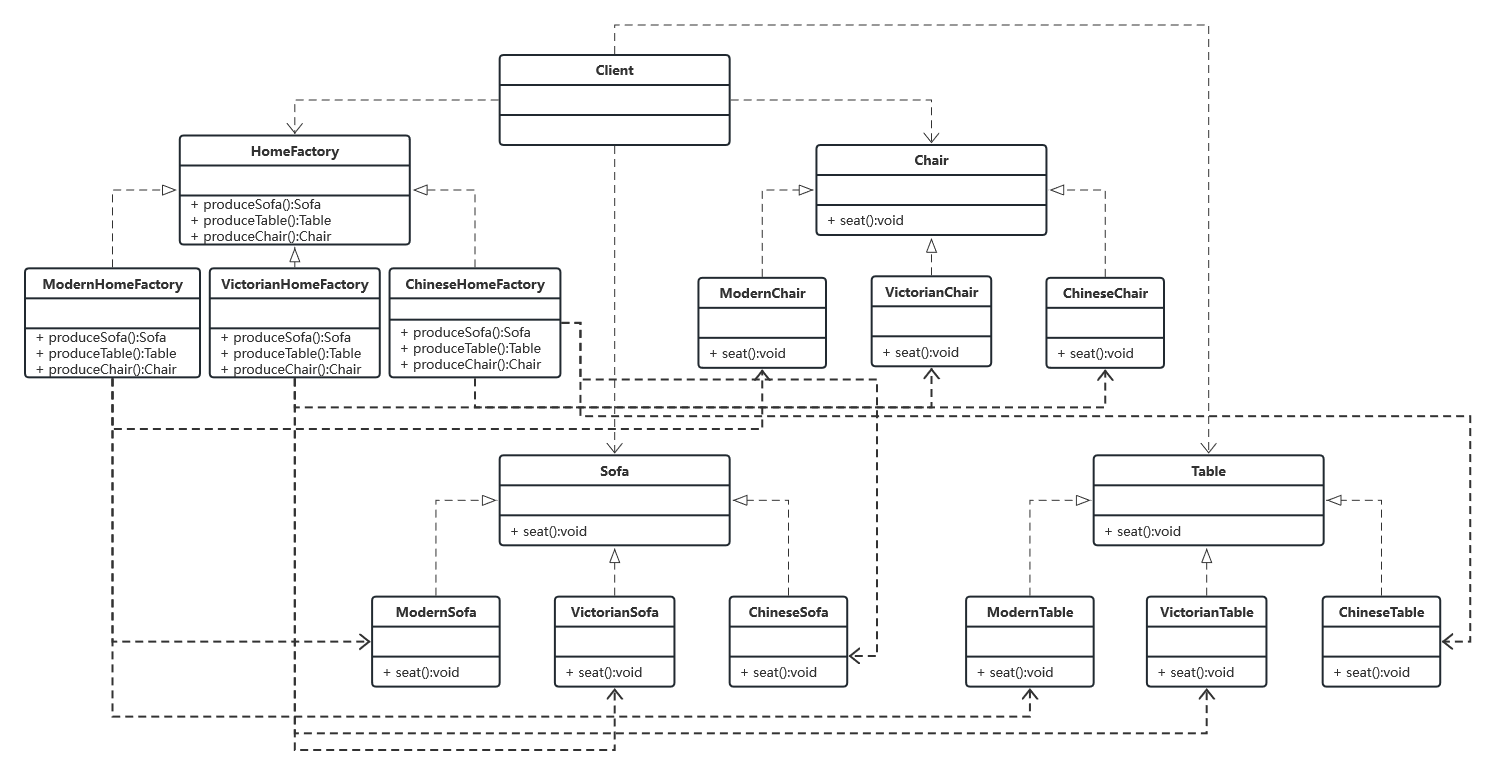 Client
HomeFactory
+ produceSofa():Sofa
+ produceTable():Table
+ produceChair():Chair
Chair
+ seat():void
ModernHomeFactory
+ produceSofa():Sofa
+ produceTable():Table
+ produceChair():Chair
VictorianHomeFactory
+ produceSofa():Sofa
+ produceTable():Table
+ produceChair():Chair
ChineseHomeFactory
+ produceSofa():Sofa
+ produceTable():Table
+ produceChair():Chair
ModernChair
+ seat():void
VictorianChair
+ seat():void
ChineseChair
+ seat():void
Sofa
+ seat():void
Table
+ seat():void
ModernSofa
+ seat():void
VictorianSofa
+ seat():void
ChineseSofa
+ seat():void
ModernTable
+ seat():void
VictorianTable
+ seat():void
ChineseTable
+ seat():void